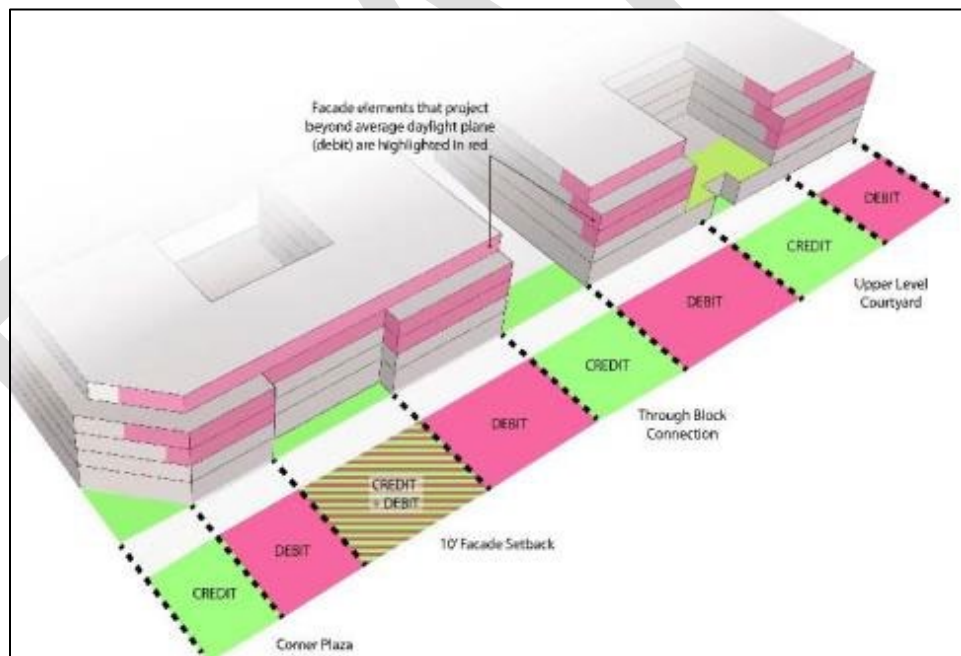 Facade elements that project
beyond average daylight plane
(debit) are highlighted in red
DEBIT
CREDIT
Upper Level
Courtyard
DEBIT
CREDIT
Through Block
Connection
DEBIT
CREDIT
+ DEBIT
10' Facade Setback
DEBIT
CREDIT
Corner Plaza